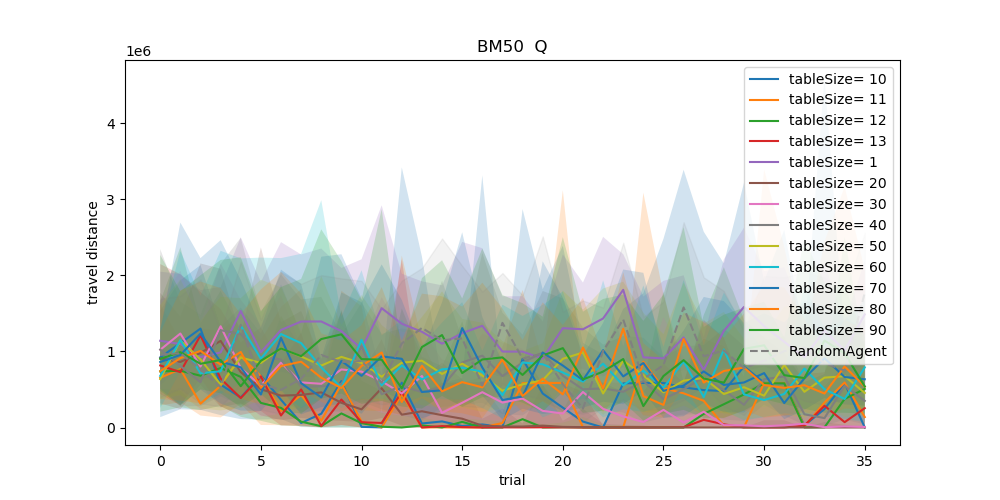 BM50  Q
1e6
travel distance
4
3
2
1
0
0 5 10 15 20 25 30 35
trial
tableSize= 10
tableSize= 11
tableSize= 12
tableSize= 13
tableSize= 1
tableSize= 20
tableSize= 30
tableSize= 40
tableSize= 50
tableSize= 60
tableSize= 70
tableSize= 80
tableSize= 90
RandomAgent